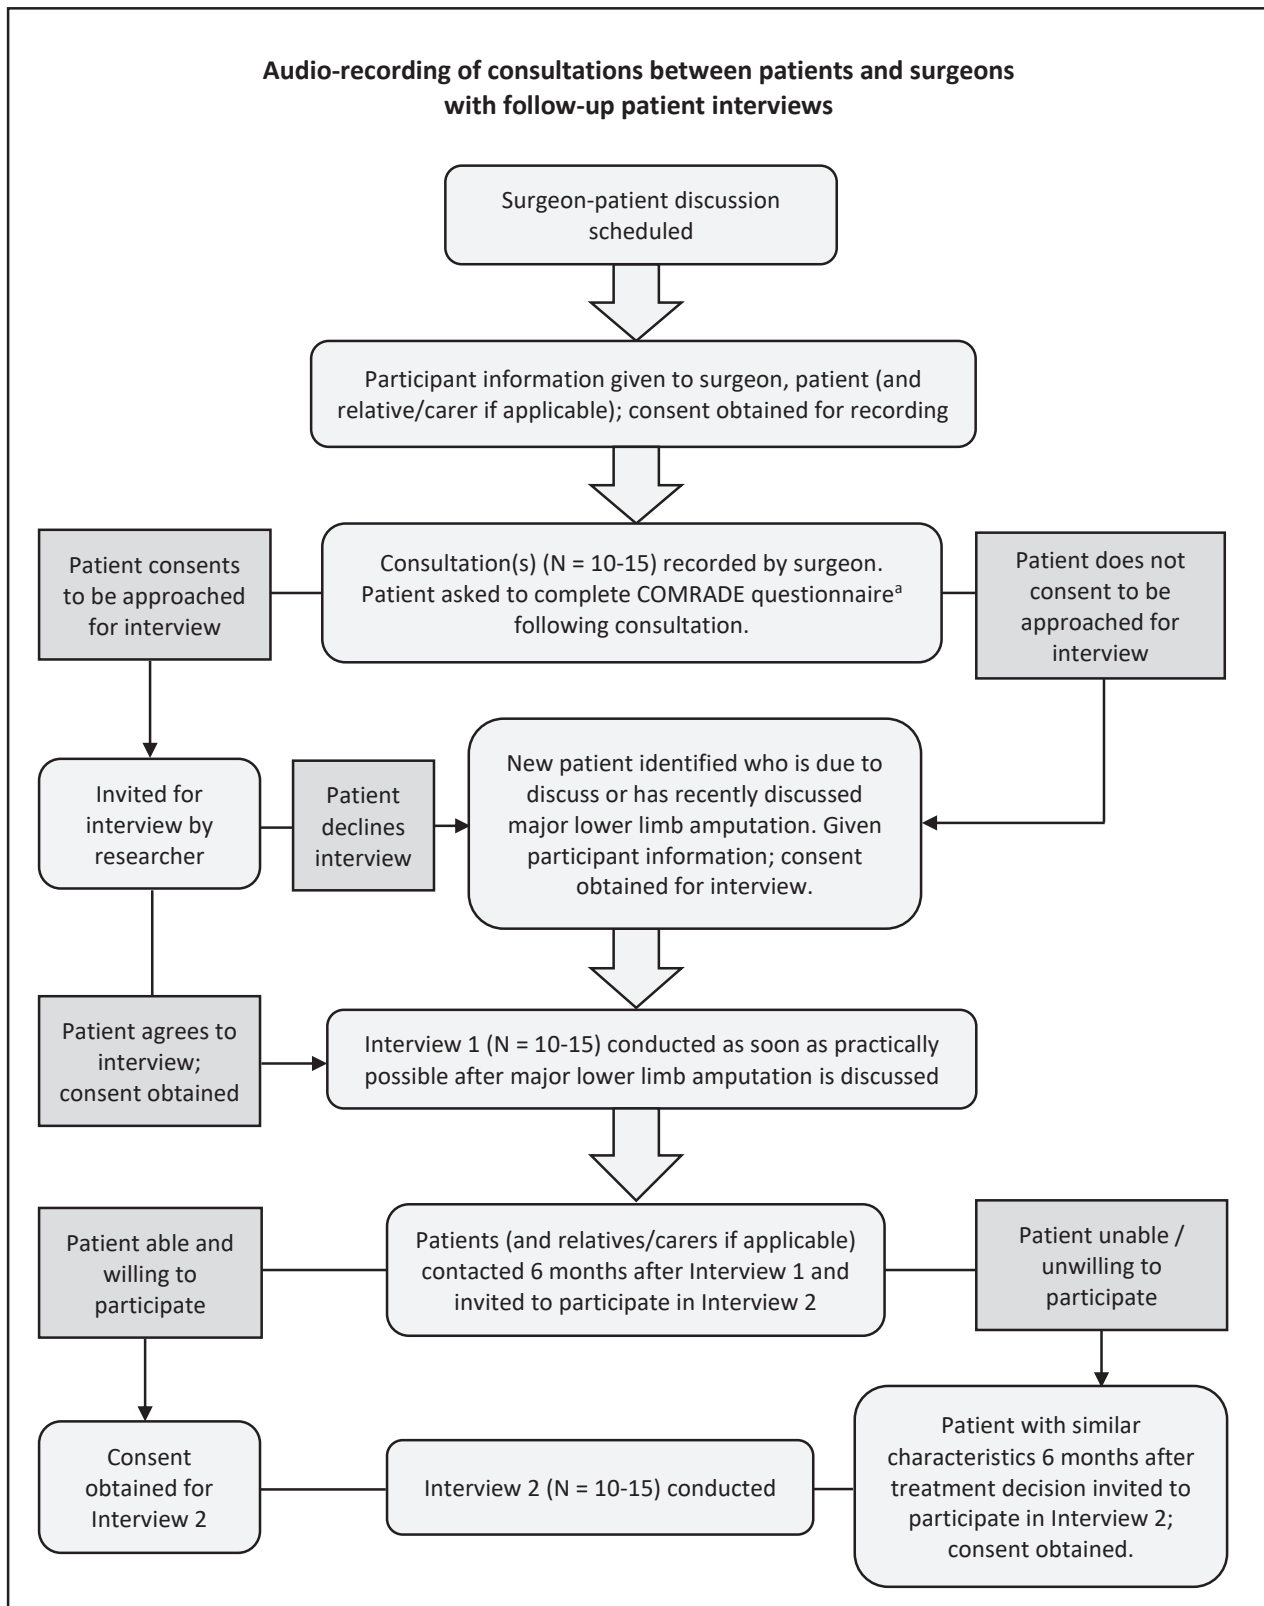 Audio-recording of consultations between patients and surgeons
with follow-up patient interviews
Surgeon-patient discussion
scheduled
Participant information given to surgeon, patient (and
relative/carer if applicable); consent obtained for recording
Patient consents
to be approached
for interview
Consultation(s) (N = 10-15) recorded by surgeon.
Patient asked to complete COMRADE questionnaireᵃ
following consultation.
Patient does not
consent to be
approached for
interview
Invited for
interview by
researcher
Patient
declines
interview
New patient identified who is due to
discuss or has recently discussed
major lower limb amputation. Given
participant information; consent
obtained for interview.
Patient agrees to
interview;
consent obtained
Interview 1 (N = 10-15) conducted as soon as practically
possible after major lower limb amputation is discussed
Patient able and
willing to
participate
Patients (and relatives/carers if applicable)
contacted 6 months after Interview 1 and
invited to participate in Interview 2
Patient unable /
unwilling to
participate
Consent
obtained for
Interview 2
Interview 2 (N = 10-15) conducted
Patient with similar
characteristics 6 months after
treatment decision invited to
participate in Interview 2;
consent obtained.